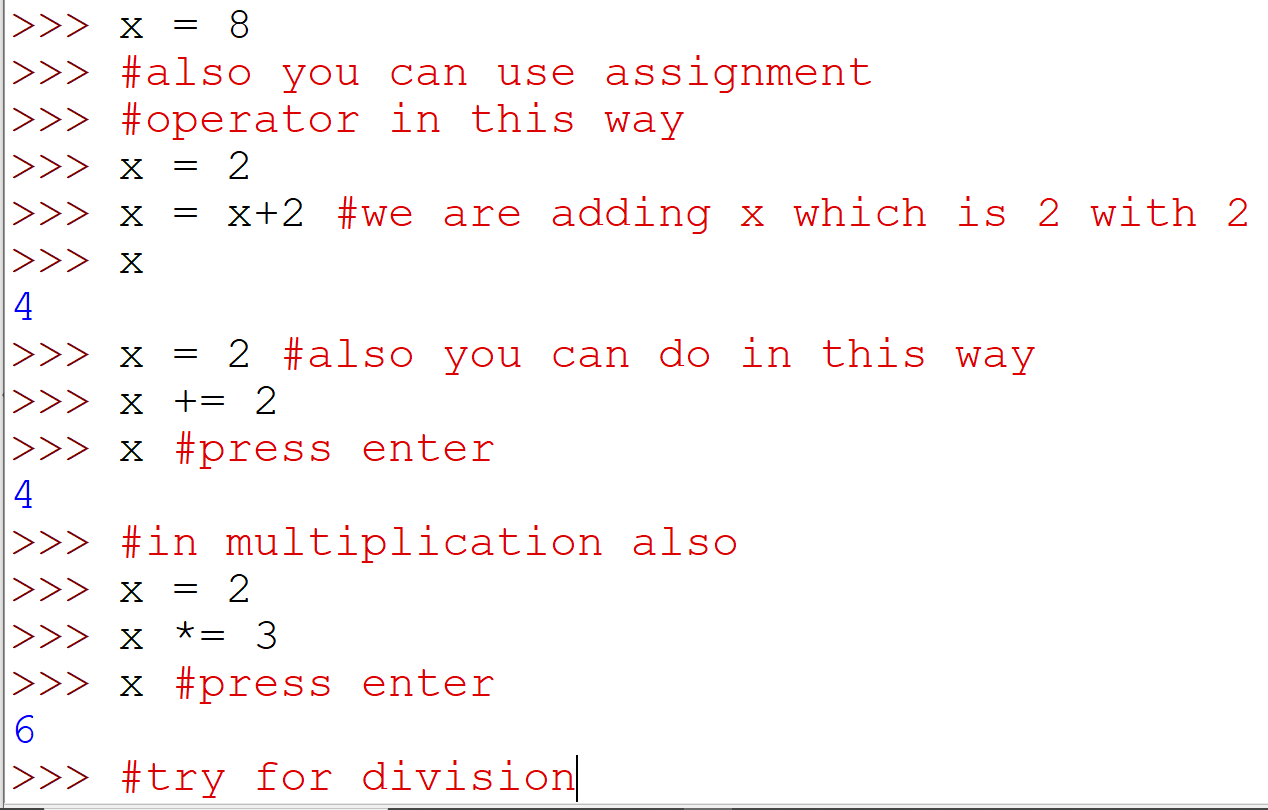 >>> x = 8
>>> #also you can use assignment
>>> #operator in this way
>>> x = 2
>>> x = x+2 #we are adding x which is 2 with 2
>>> x
4
>>> x = 2 #also you can do in this way
>>> x += 2
>>> x #press enter
4
>>> #in multiplication also
>>> x = 2
>>> x *= 3
>>> x #press enter
6
>>> #try for division